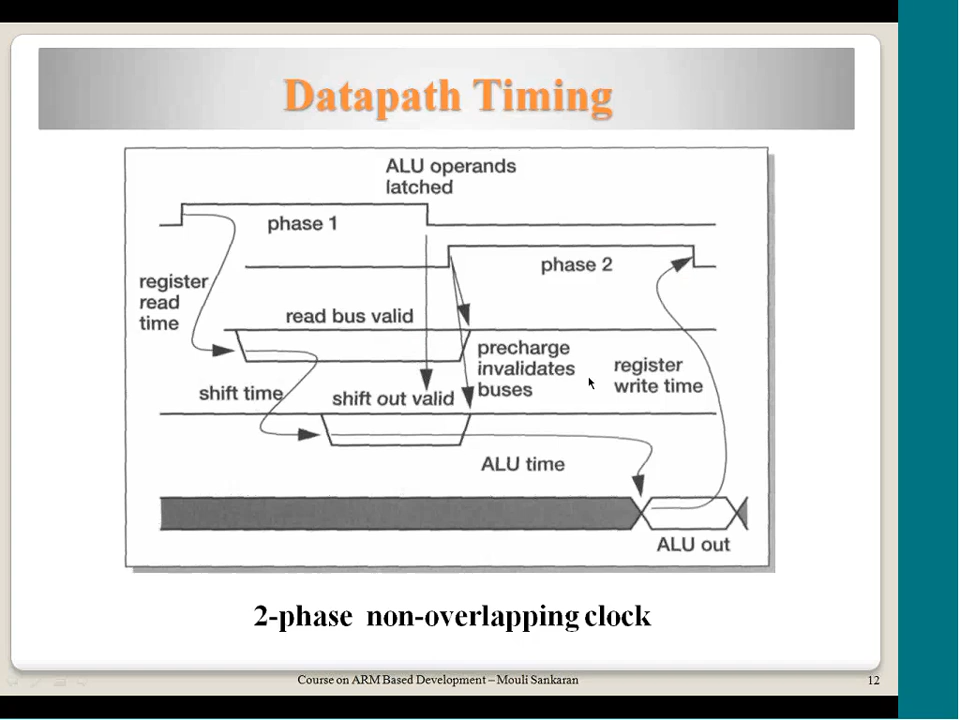 Datapath Timing
ALU operands
latched
phase 1
phase 2
register
read
time
read bus valid
precharge
invalidates
buses
register
write time
shift time
shift out valid
ALU time
ALU out
2-phase non-overlapping clock
Course on ARM Based Development – Mouli Sankaran
12